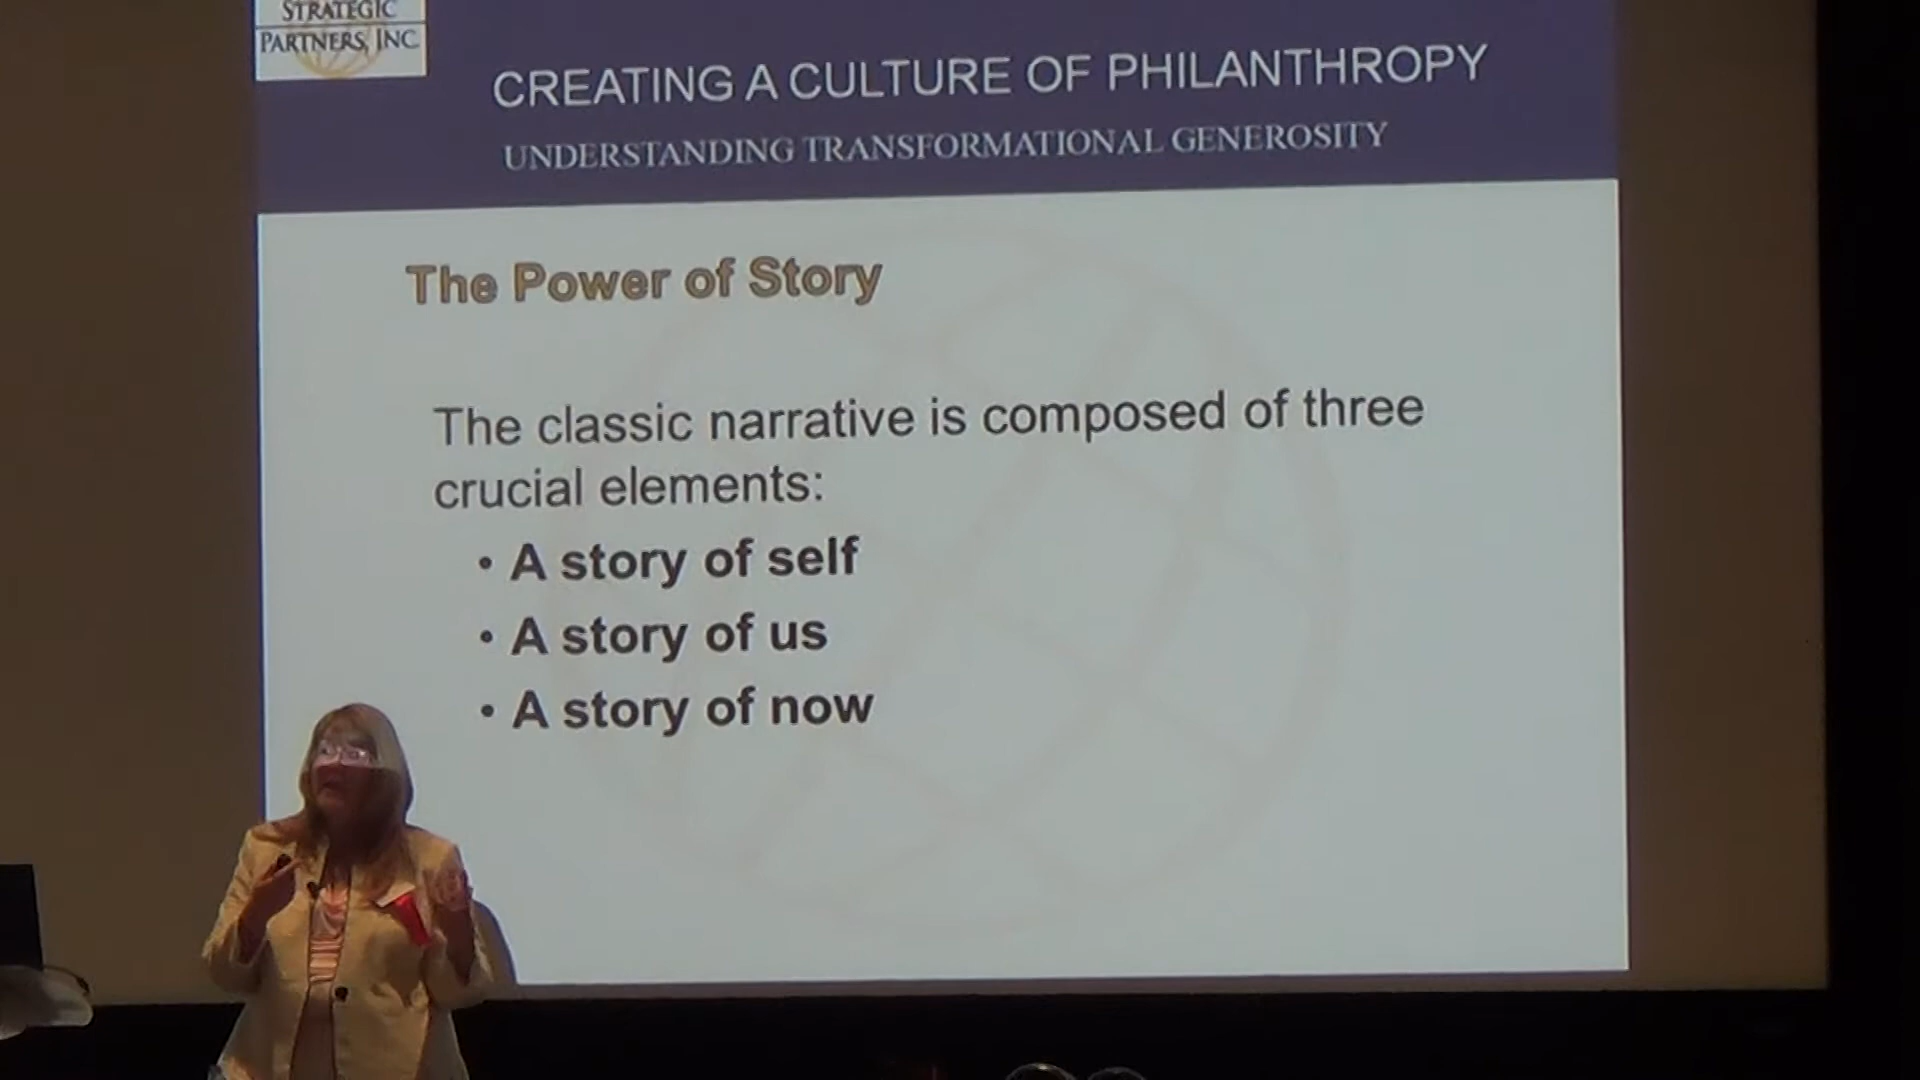 STRATEGIC
PARTNERS, INC
CREATING A CULTURE OF PHILANTHROPY
UNDERSTANDING TRANSFORMATIONAL GENEROSITY
The Power of Story
The classic narrative is composed of three
crucial elements:
• A story of self
• A story of us
• A story of now